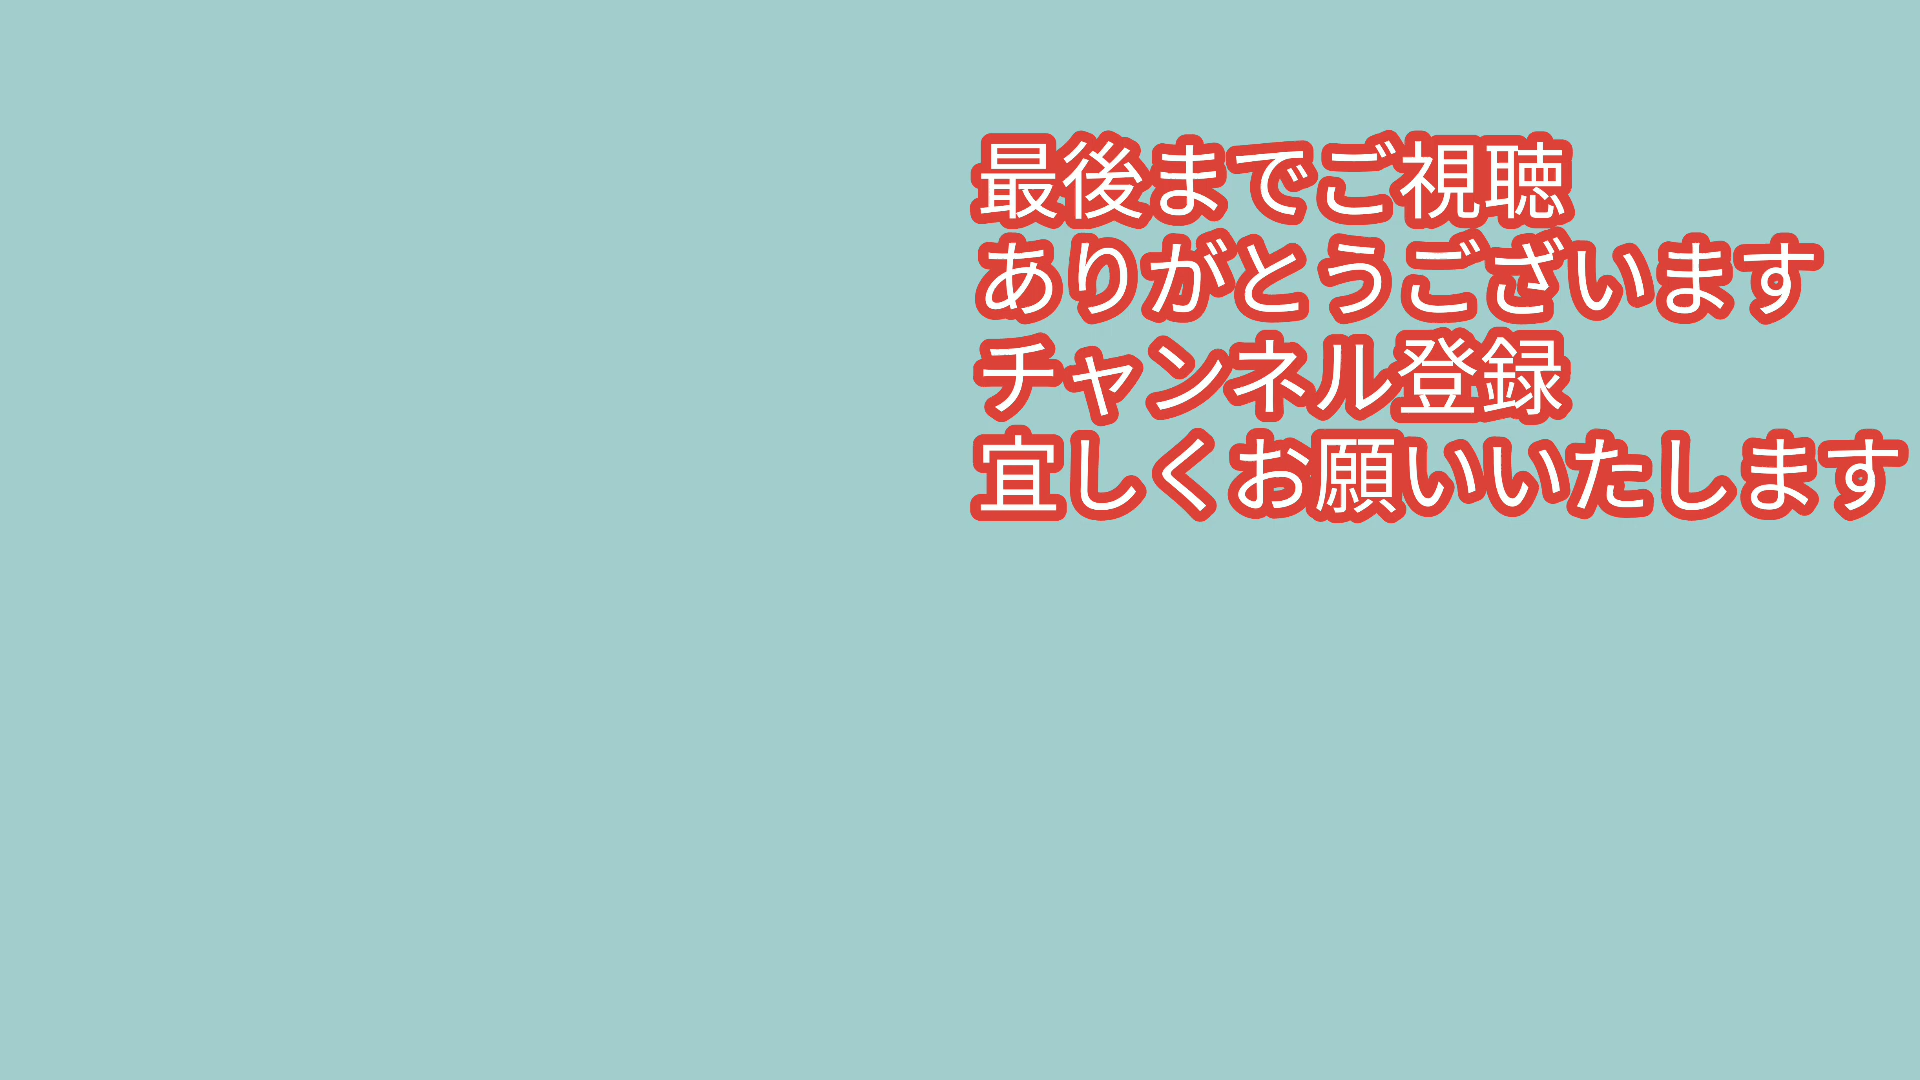 最後までご視聴
ありがとうございます
チャンネル登録
宜しくお願いいたします